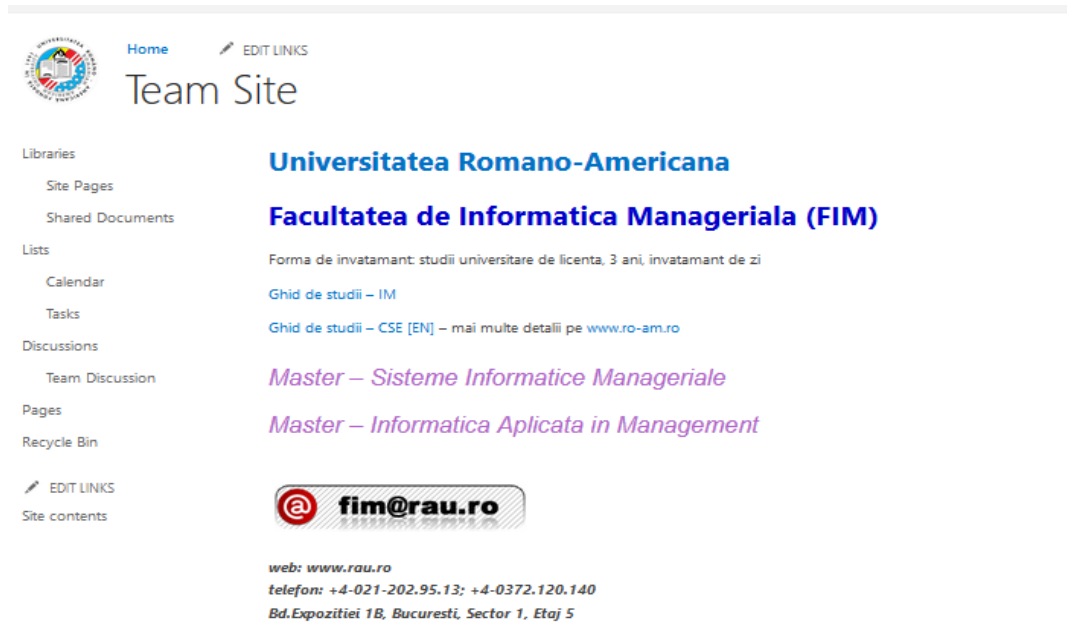 Home
EDIT LINKS
Team Site
Libraries
Site Pages
Shared Documents
Lists
Calendar
Tasks
Discussions
Team Discussion
Pages
Recycle Bin
EDIT LINKS
Site contents
Universitatea Romano-Americana
Facultatea de Informatica Manageriala (FIM)
Forma de invatamant: studii universitare de licenta, 3 ani, invatamant de zi
Ghid de studii – IM
Ghid de studii – CSE [EN] – mai multe detalii pe www.ro-am.ro
Master – Sisteme Informatice Manageriale
Master – Informatica Aplicata in Management
@ fim@rau.ro
web: www.rau.ro
telefon: +4-021-202.95.13; +4-0372.120.140
Bd.Expozitiei 1B, Bucuresti, Sector 1, Etaj 5